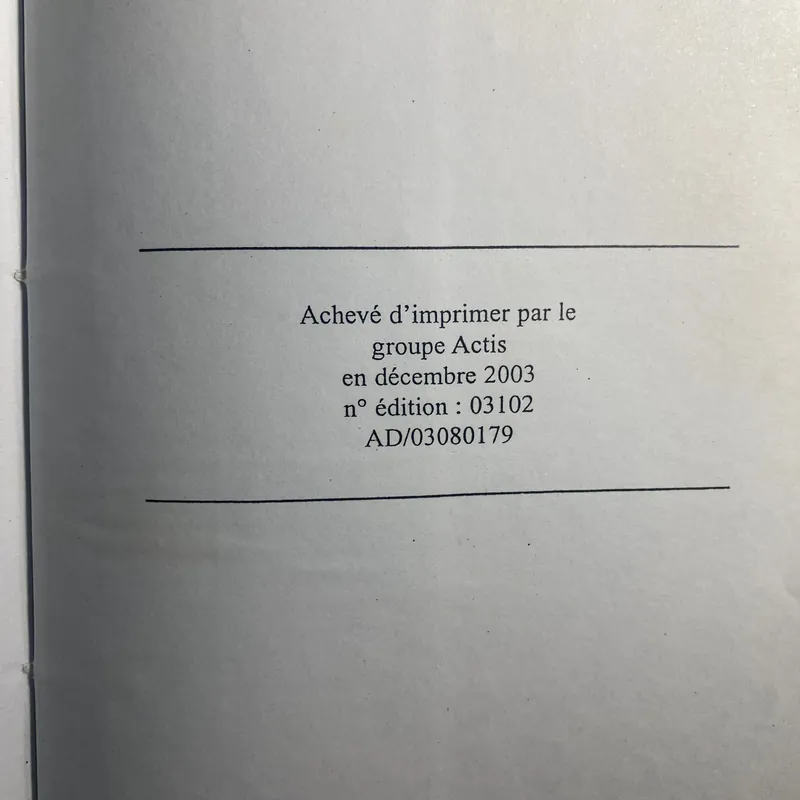 Achevé d'imprimer par le
groupe Actis
en décembre 2003
n° édition : 03102
AD/03080179